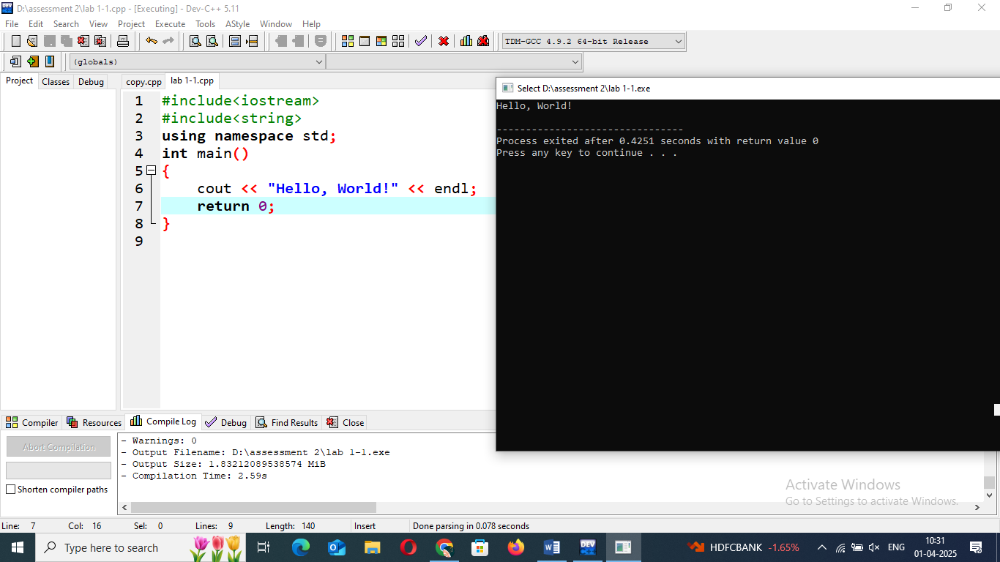 D:\assessment 2\lab 1-1.cpp - [Executing] - Dev-C++ 5.11
File Edit Search View Project Execute Tools AStyle Window Help
TDM-GCC 4.9.2 64-bit Release
(globals)
Project Classes Debug
copy.cpp lab 1-1.cpp
1 #include<iostream>
2 #include<string>
3 using namespace std;
4 int main()
5 {
6 cout << "Hello, World!" << endl;
7 return 0;
8 }
9
Select D:\assessment 2\lab 1-1.exe
Hello, World!
--------------------------------
Process exited after 0.4251 seconds with return value 0
Press any key to continue . . .
Compiler Resources Compile Log Debug Find Results Close
Abort Compilation
Shorten compiler paths
- Warnings: 0
- Output Filename: D:\assessment 2\lab 1-1.exe
- Output Size: 1.83212089538574 MiB
- Compilation Time: 2.59s
Activate Windows
Go to Settings to activate Windows.
Line: 7 Col: 16 Sel: 0 Lines: 9 Length: 140 Insert Done parsing in 0.078 seconds
Type here to search
DEV
HDFCBANK -1.65%
ENG
10:31
01-04-2025